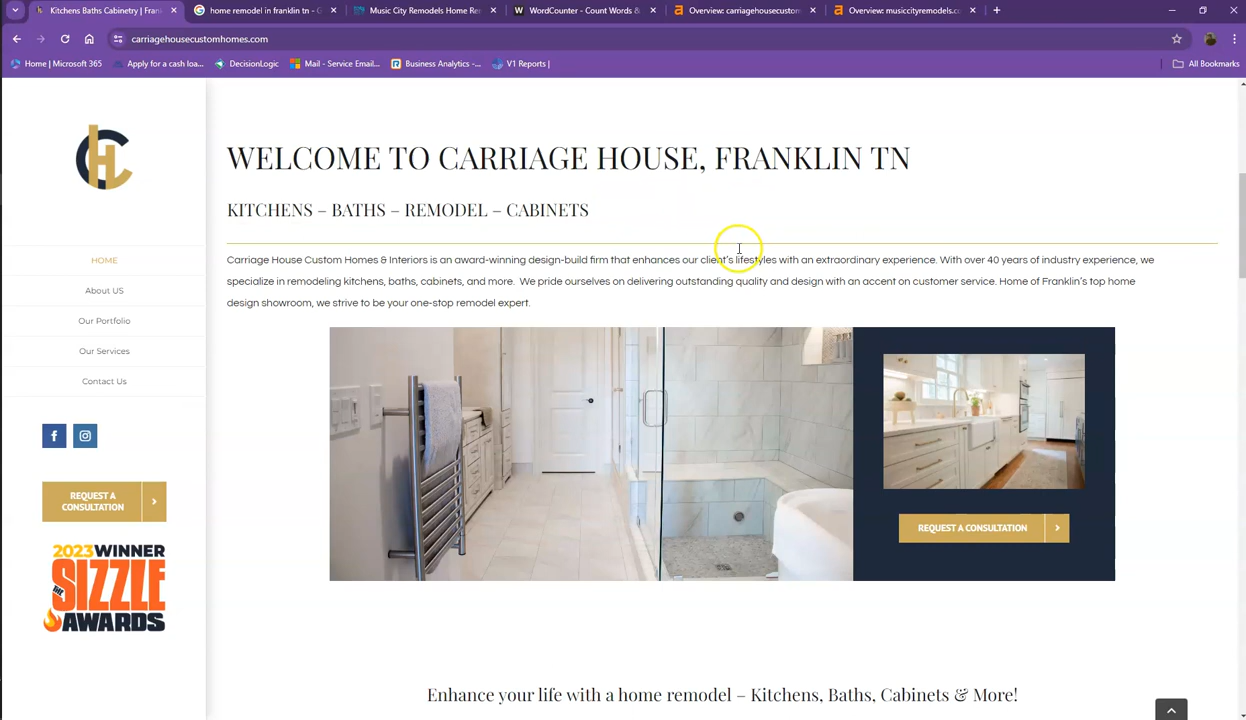 Kitchens Baths Cabinetry | Fran
home remodel in franklin tn - G
Music City Remodels Home Re
WordCounter - Count Words &
Overview: carriagehousecustom
Overview: musiccityremodels.c
carriagehousecustomhomes.com
Home | Microsoft 365
Apply for a cash loa...
DecisionLogic
Mail - Service Email...
Business Analytics -...
V1 Reports |
All Bookmarks
HOME
About US
Our Portfolio
Our Services
Contact Us
REQUEST A
CONSULTATION
2023 WINNER
THE
SIZZLE
AWARDS
WELCOME TO CARRIAGE HOUSE, FRANKLIN TN
KITCHENS – BATHS – REMODEL – CABINETS
Carriage House Custom Homes & Interiors is an award-winning design-build firm that enhances our client's lifestyles with an extraordinary experience. With over 40 years of industry experience, we
specialize in remodeling kitchens, baths, cabinets, and more. We pride ourselves on delivering outstanding quality and design with an accent on customer service. Home of Franklin's top home
design showroom, we strive to be your one-stop remodel expert.
REQUEST A CONSULTATION
Enhance your life with a home remodel – Kitchens, Baths, Cabinets & More!